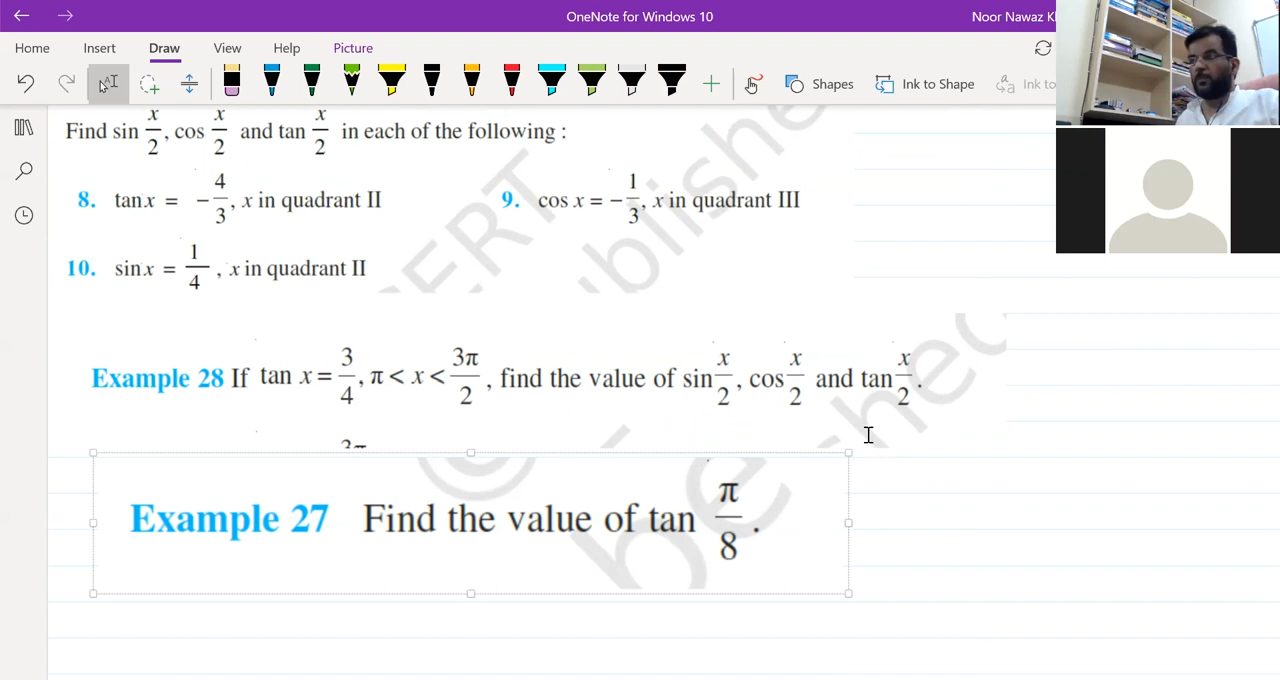 OneNote for Windows 10
Noor Nawaz
Home Insert Draw View Help Picture
Shapes Ink to Shape Ink to
Find sin x/2, cos x/2 and tan x/2 in each of the following :
8. tan x = −4/3, x in quadrant II
9. cos x = −1/3, x in quadrant III
10. sin x = 1/4, x in quadrant II
Example 28 If tan x = 3/4, π < x < 3π/2, find the value of sin x/2, cos x/2 and tan x/2.
Example 27 Find the value of tan π/8.